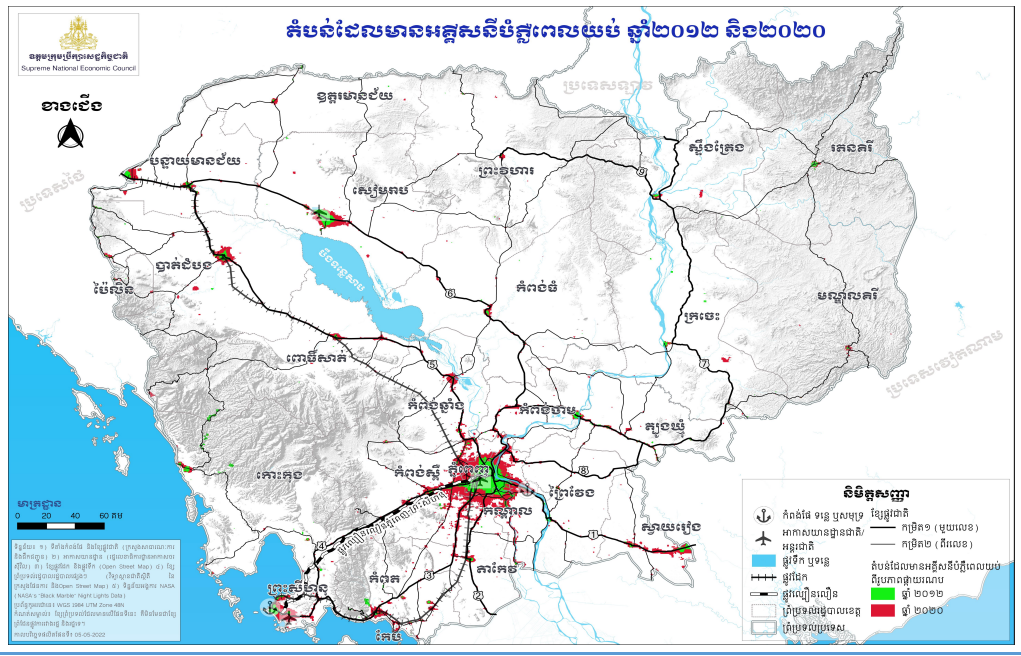 តំបន់ដែលមានអគ្គីសនីបំភ្លឺពេលយប់ ឆ្នាំ២០១២ និង២០២០
ឧត្តមក្រុមប្រឹក្សាសេដ្ឋកិច្ចជាតិ
Supreme National Economic Council
ខាងជើង
ប្រទេសឡាវ
ឧត្តរមានជ័យ
ស្ទឹងត្រែង
រតនគិរី
បន្ទាយមានជ័យ
ព្រះវិហារ
9
សៀមរាប
បឹងទន្លេសាប
បាត់ដំបង
ប៉ៃលិន
6
កំពង់ធំ
មណ្ឌលគិរី
ក្រចេះ
ប្រទេសវៀតណាម
ពោធិ៍សាត់
5
7
កំពង់ឆ្នាំង
កំពង់ចាម
ត្បូងឃ្មុំ
កោះកុង
កំពង់ស្ពឺ
ភ្នំពេញ
8
ព្រៃវែង
កណ្តាល
មាត្រដ្ឋាន
0 20 40 60 គម
1
ស្វាយរៀង
4
តាកែវ
កំពត
3
2
ព្រះសីហនុ
កែប
និមិត្តសញ្ញា
កំពង់ផែ ទន្លេ ឬសមុទ្រ
អាកាសយានដ្ឋានជាតិ/
អន្តរជាតិ
ផ្លូវទឹក ឬទន្លេ
ផ្លូវដែក
ផ្លូវល្បឿនលឿន
ព្រំប្រទល់រដ្ឋបាលខេត្ត
ព្រំប្រទល់ប្រទេស
ខ្សែផ្លូវជាតិ
កម្រិត១ (មួយលេខ)
កម្រិត២ (ពីរលេខ)
តំបន់ដែលមានអគ្គីសនីបំភ្លឺពេលយប់
ពីរូបភាពផ្កាយរណប
ឆ្នាំ ២០១២
ឆ្នាំ ២០២០